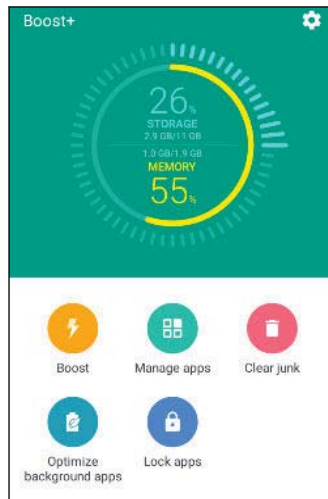 Boost+
26%
STORAGE
2.9 GB/11 GB
1.0 GB/1.9 GB
MEMORY
55%
Boost
Manage apps
Clear junk
Optimize
background apps
Lock apps